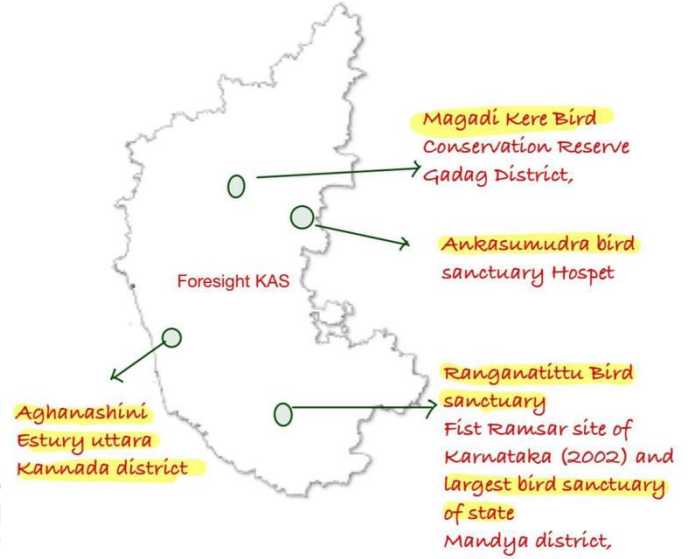 Magadi Kere Bird
Conservation Reserve
Gadag District,
Ankasumudra bird
sanctuary Hospet
Foresight KAS
Aghanashini
Estury uttara
Kannada district
Ranganatittu Bird
sanctuary
Fist Ramsar site of
Karnataka (2002) and
largest bird sanctuary
of state
Mandya district,